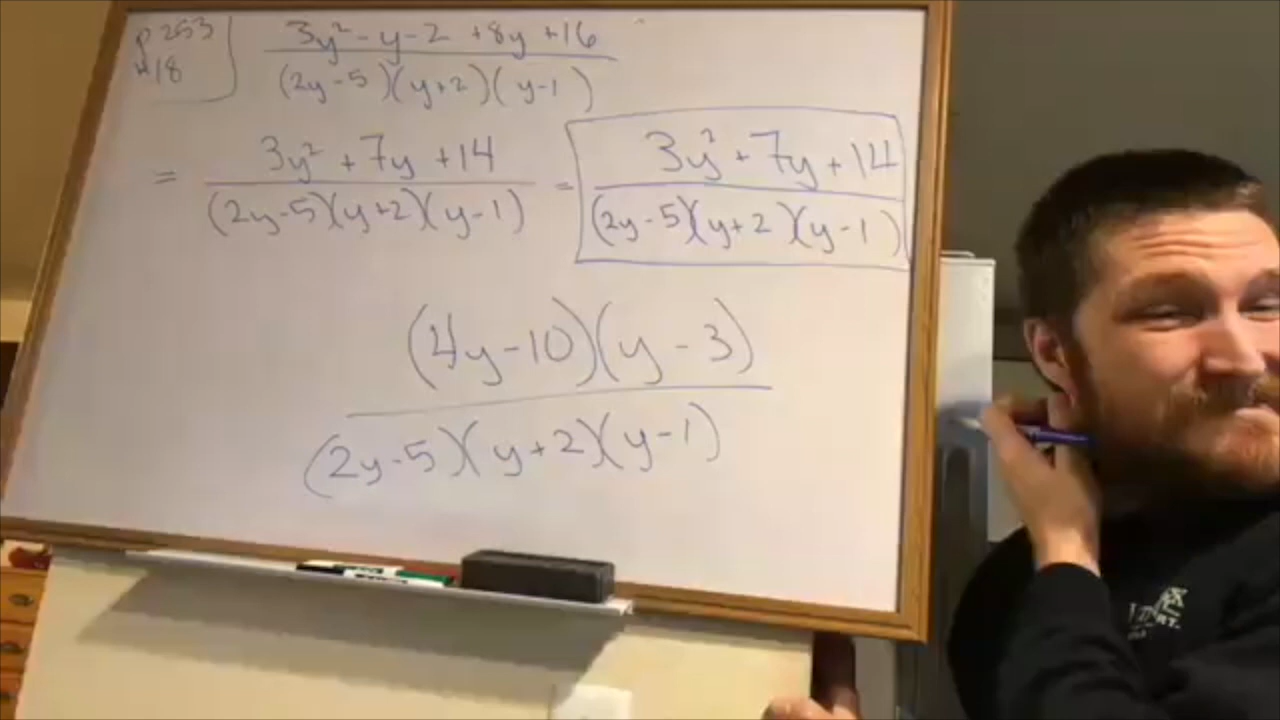 p 253
#18
3y² - y - 2 + 8y + 16
(2y - 5)(y + 2)(y - 1)
= 3y² + 7y + 14 = 3y² + 7y + 14
(2y - 5)(y + 2)(y - 1) (2y - 5)(y + 2)(y - 1)
(4y - 10)(y - 3)
(2y - 5)(y + 2)(y - 1)